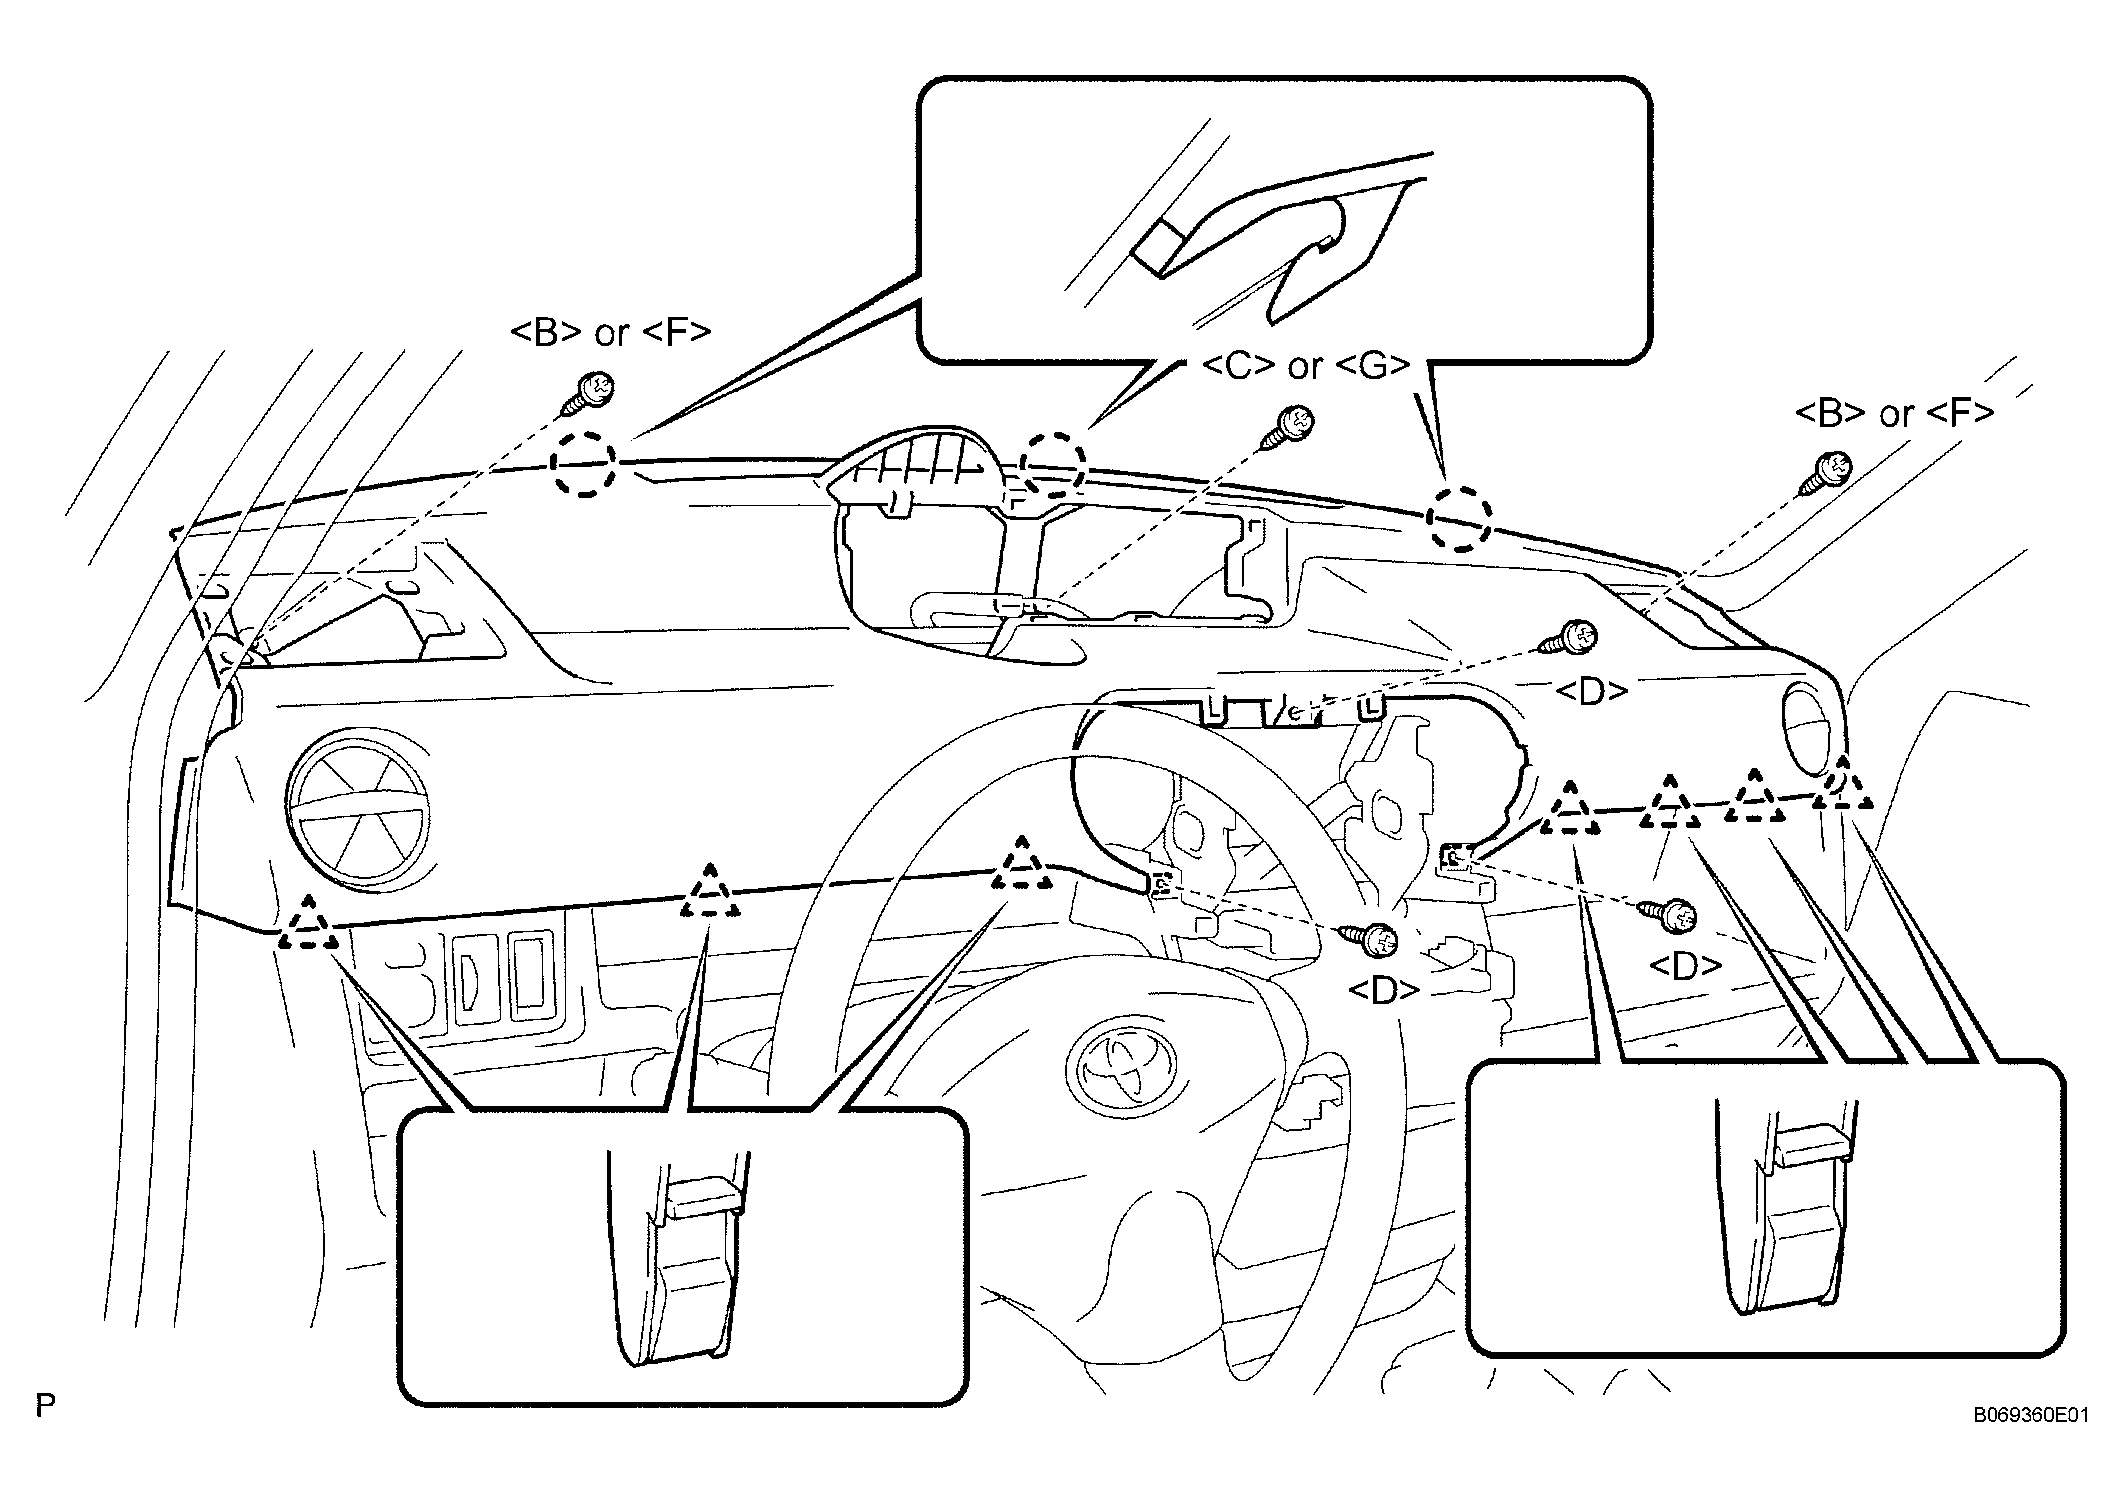 <B> or <F>
<C> or <G>
<B> or <F>
<D>
<D>
<D>
P
B069360E01